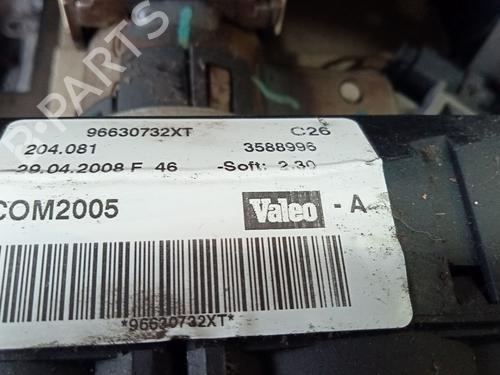 B-PARTS
96630732XT C26
204.081 3588996
29.04.2008 F 46 -Soft: 2.30
COM2005 Valeo - A-
*96630732XT*